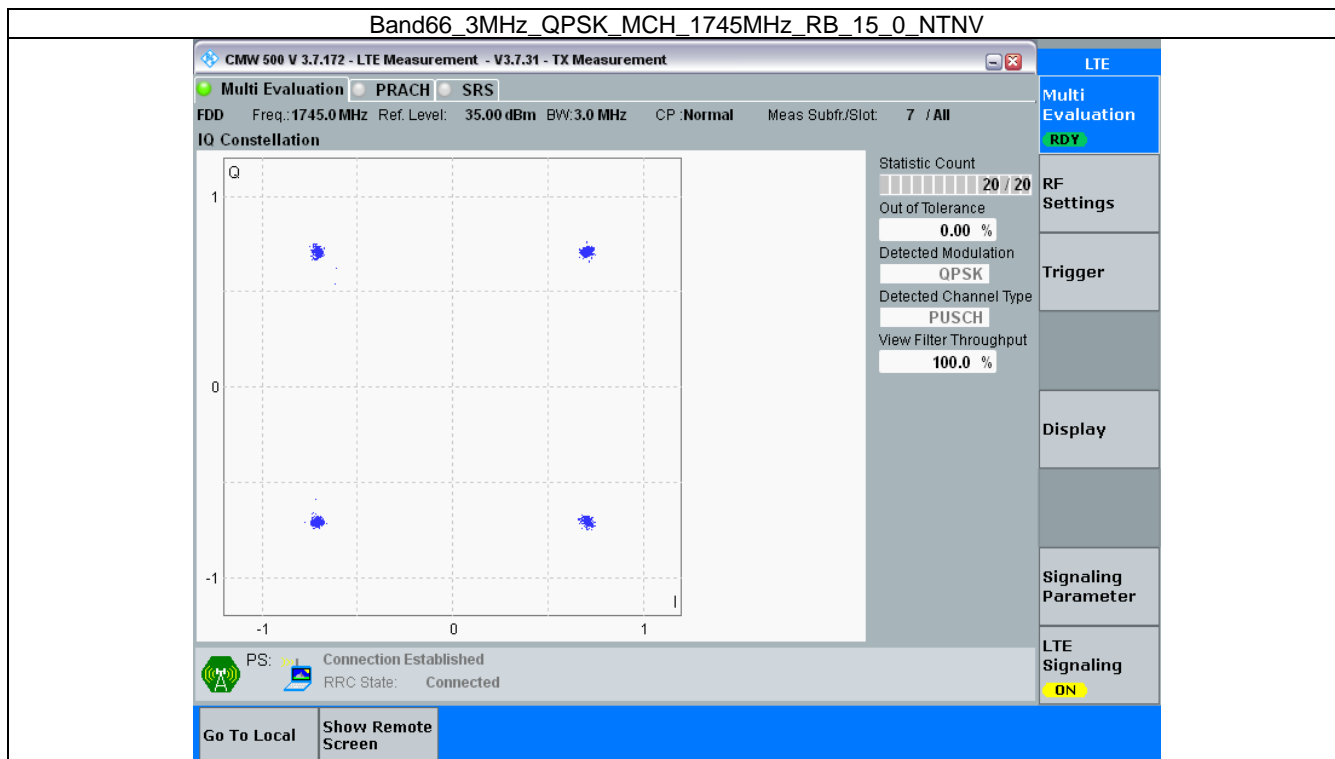 Band66_3MHz_QPSK_MCH_1745MHz_RB_15_0_NTNV
CMW 500 V 3.7.172 - LTE Measurement - V3.7.31 - TX Measurement
LTE
Multi Evaluation PRACH SRS
Multi
Evaluation
RDY
FDD Freq.: 1745.0 MHz Ref. Level: 35.00 dBm BW: 3.0 MHz CP : Normal Meas Subfr./Slot: 7 / All
IQ Constellation
Q
1
0
-1
I
-1 0 1
Statistic Count
20 / 20
Out of Tolerance
0.00 %
Detected Modulation
QPSK
Detected Channel Type
PUSCH
View Filter Throughput
100.0 %
RF
Settings
Trigger
Display
Signaling
Parameter
LTE
Signaling
ON
PS: Connection Established
RRC State: Connected
Go To Local
Show Remote
Screen